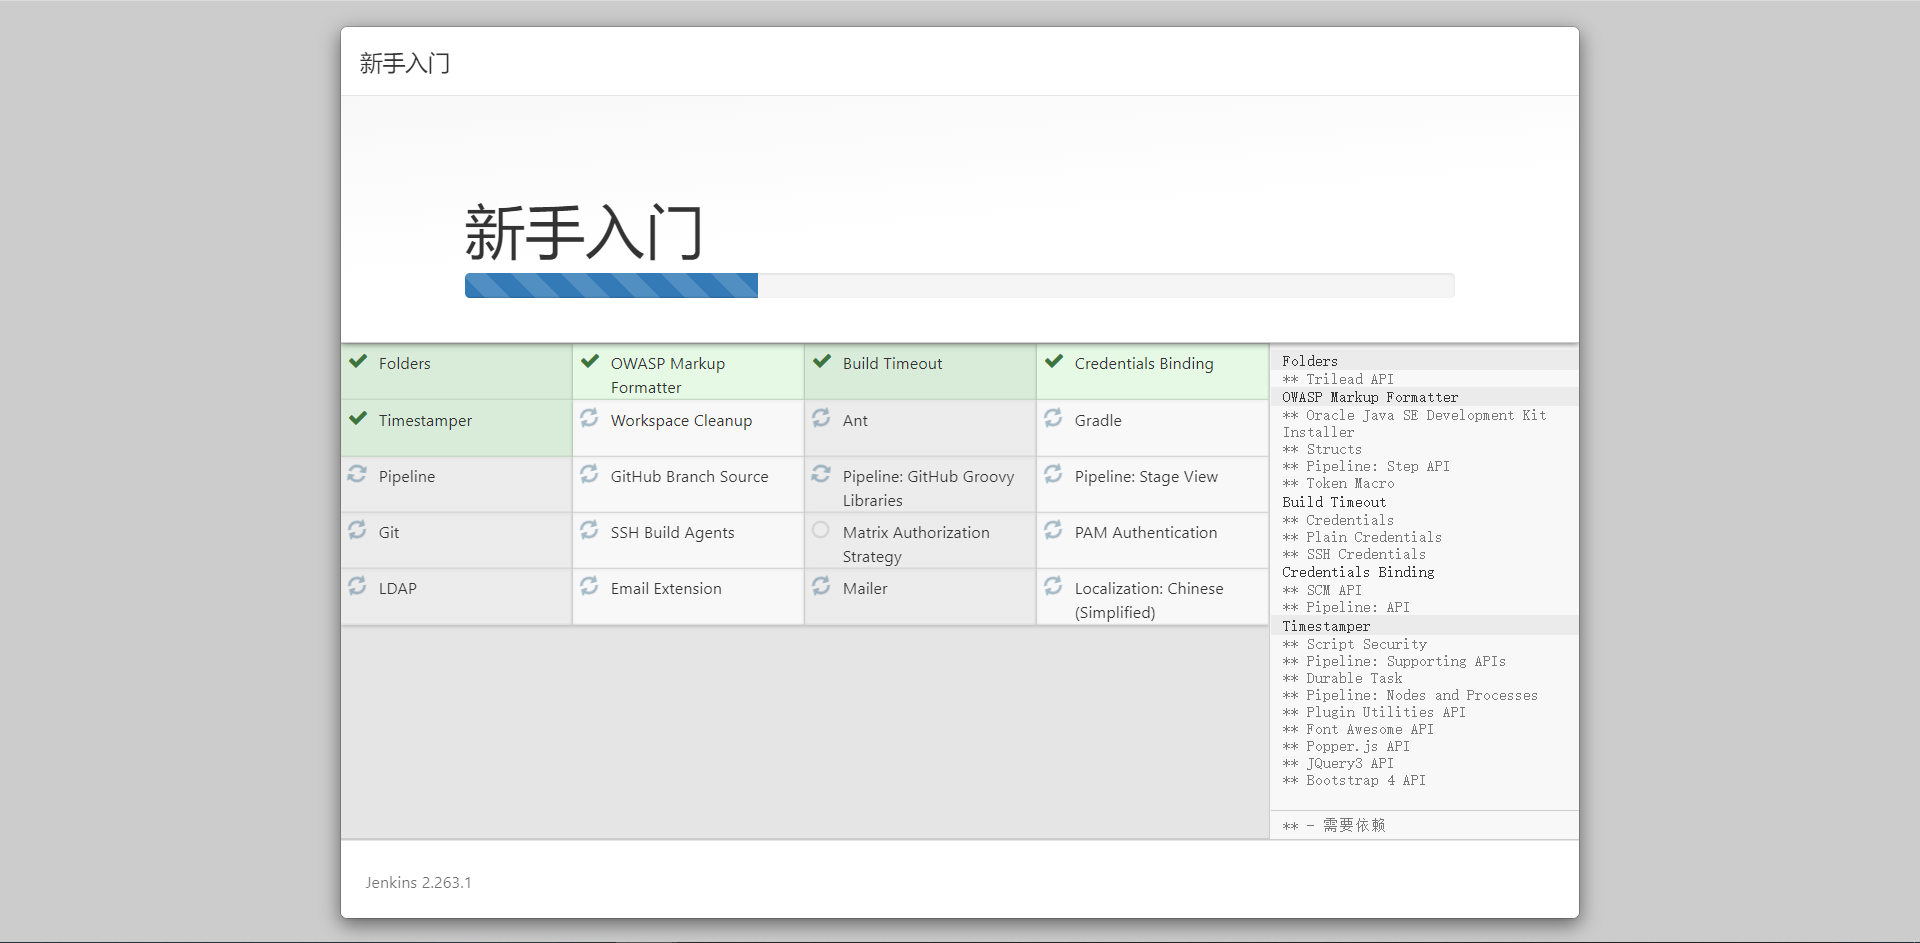 新手入门
新手入门
Folders
OWASP Markup
Formatter
Build Timeout
Credentials Binding
Timestamper
Workspace Cleanup
Ant
Gradle
Pipeline
GitHub Branch Source
Pipeline: GitHub Groovy
Libraries
Pipeline: Stage View
Git
SSH Build Agents
Matrix Authorization
Strategy
PAM Authentication
LDAP
Email Extension
Mailer
Localization: Chinese
(Simplified)
Folders
** Trilead API
OWASP Markup Formatter
** Oracle Java SE Development Kit
Installer
** Structs
** Pipeline: Step API
** Token Macro
Build Timeout
** Credentials
** Plain Credentials
** SSH Credentials
Credentials Binding
** SCM API
** Pipeline: API
Timestamper
** Script Security
** Pipeline: Supporting APIs
** Durable Task
** Pipeline: Nodes and Processes
** Plugin Utilities API
** Font Awesome API
** Popper.js API
** JQuery3 API
** Bootstrap 4 API
** - 需要依赖
Jenkins 2.263.1